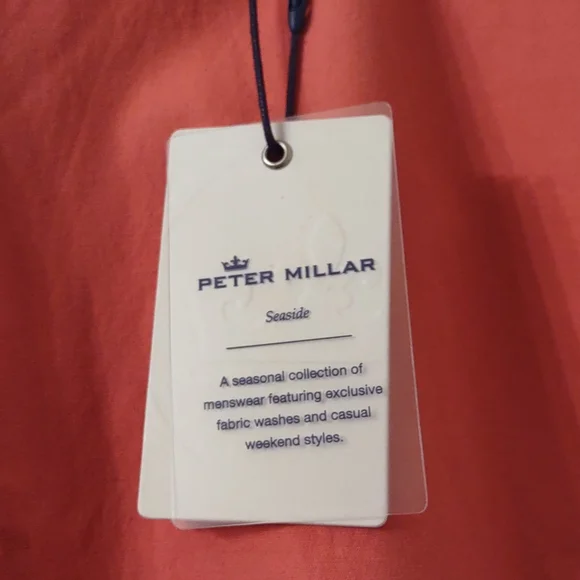 PETER MILLAR
Seaside
A seasonal collection of
menswear featuring exclusive
fabric washes and casual
weekend styles.